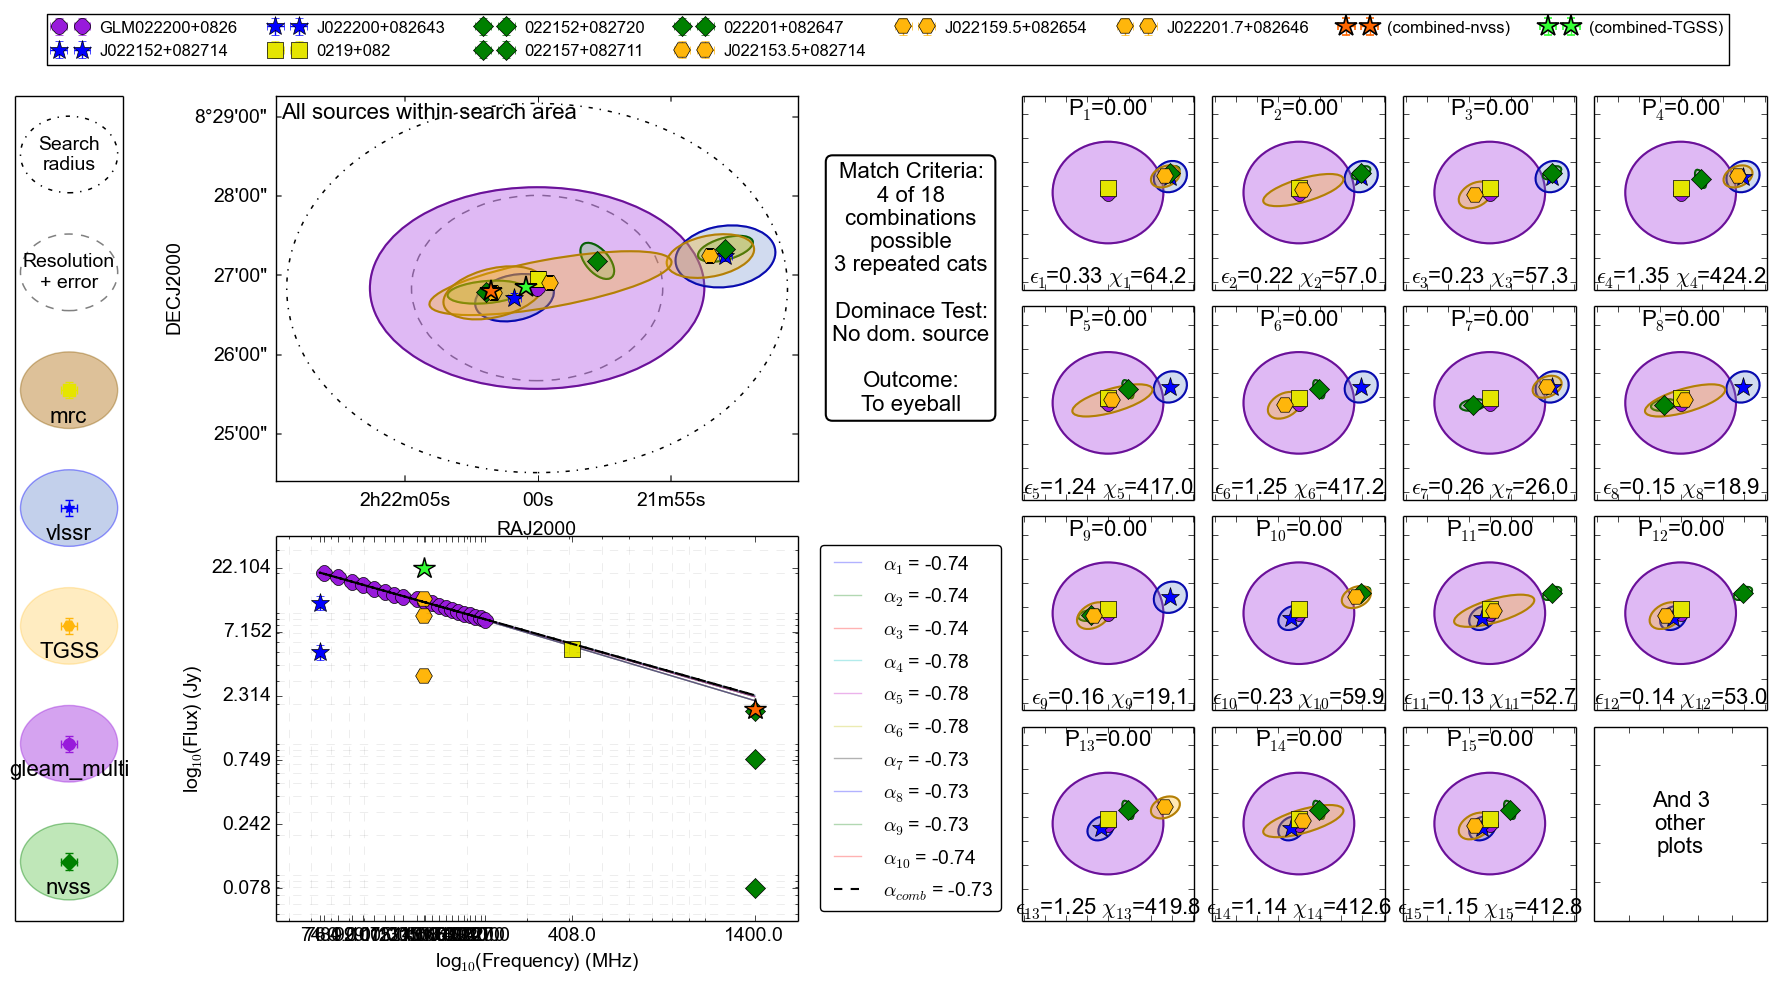 GLM022200+0826
J022200+082643
022152+082720
022201+082647
J022159.5+082654
J022201.7+082646
(combined-nvss)
(combined-TGSS)
J022152+082714
0219+082
022157+082711
J022153.5+082714
Search
radius
Resolution
+ error
mrc
vlssr
TGSS
gleam_multi
nvss
All sources within search area
8°29'00"
28'00"
27'00"
26'00"
25'00"
DECJ2000
2h22m05s
00s
21m55s
RAJ2000
Match Criteria:
4 of 18
combinations
possible
3 repeated cats
Dominace Test:
No dom. source
Outcome:
To eyeball
22.104
7.152
2.314
0.749
0.242
0.078
log10(Flux) (Jy)
408.0
1400.0
log10(Frequency) (MHz)
α1 = -0.74
α2 = -0.74
α3 = -0.74
α4 = -0.78
α5 = -0.78
α6 = -0.78
α7 = -0.73
α8 = -0.73
α9 = -0.73
α10 = -0.74
αcomb = -0.73
P1=0.00
ϵ1=0.33 χ1=64.2
P2=0.00
ϵ2=0.22 χ2=57.0
P3=0.00
ϵ3=0.23 χ3=57.3
P4=0.00
ϵ4=1.35 χ4=424.2
P5=0.00
ϵ5=1.24 χ5=417.0
P6=0.00
ϵ6=1.25 χ6=417.2
P7=0.00
ϵ7=0.26 χ7=26.0
P8=0.00
ϵ8=0.15 χ8=18.9
P9=0.00
ϵ9=0.16 χ9=19.1
P10=0.00
ϵ10=0.23 χ10=59.9
P11=0.00
ϵ11=0.13 χ11=52.7
P12=0.00
ϵ12=0.14 χ12=53.0
P13=0.00
ϵ13=1.25 χ13=419.8
P14=0.00
ϵ14=1.14 χ14=412.6
P15=0.00
ϵ15=1.15 χ15=412.8
And 3
other
plots